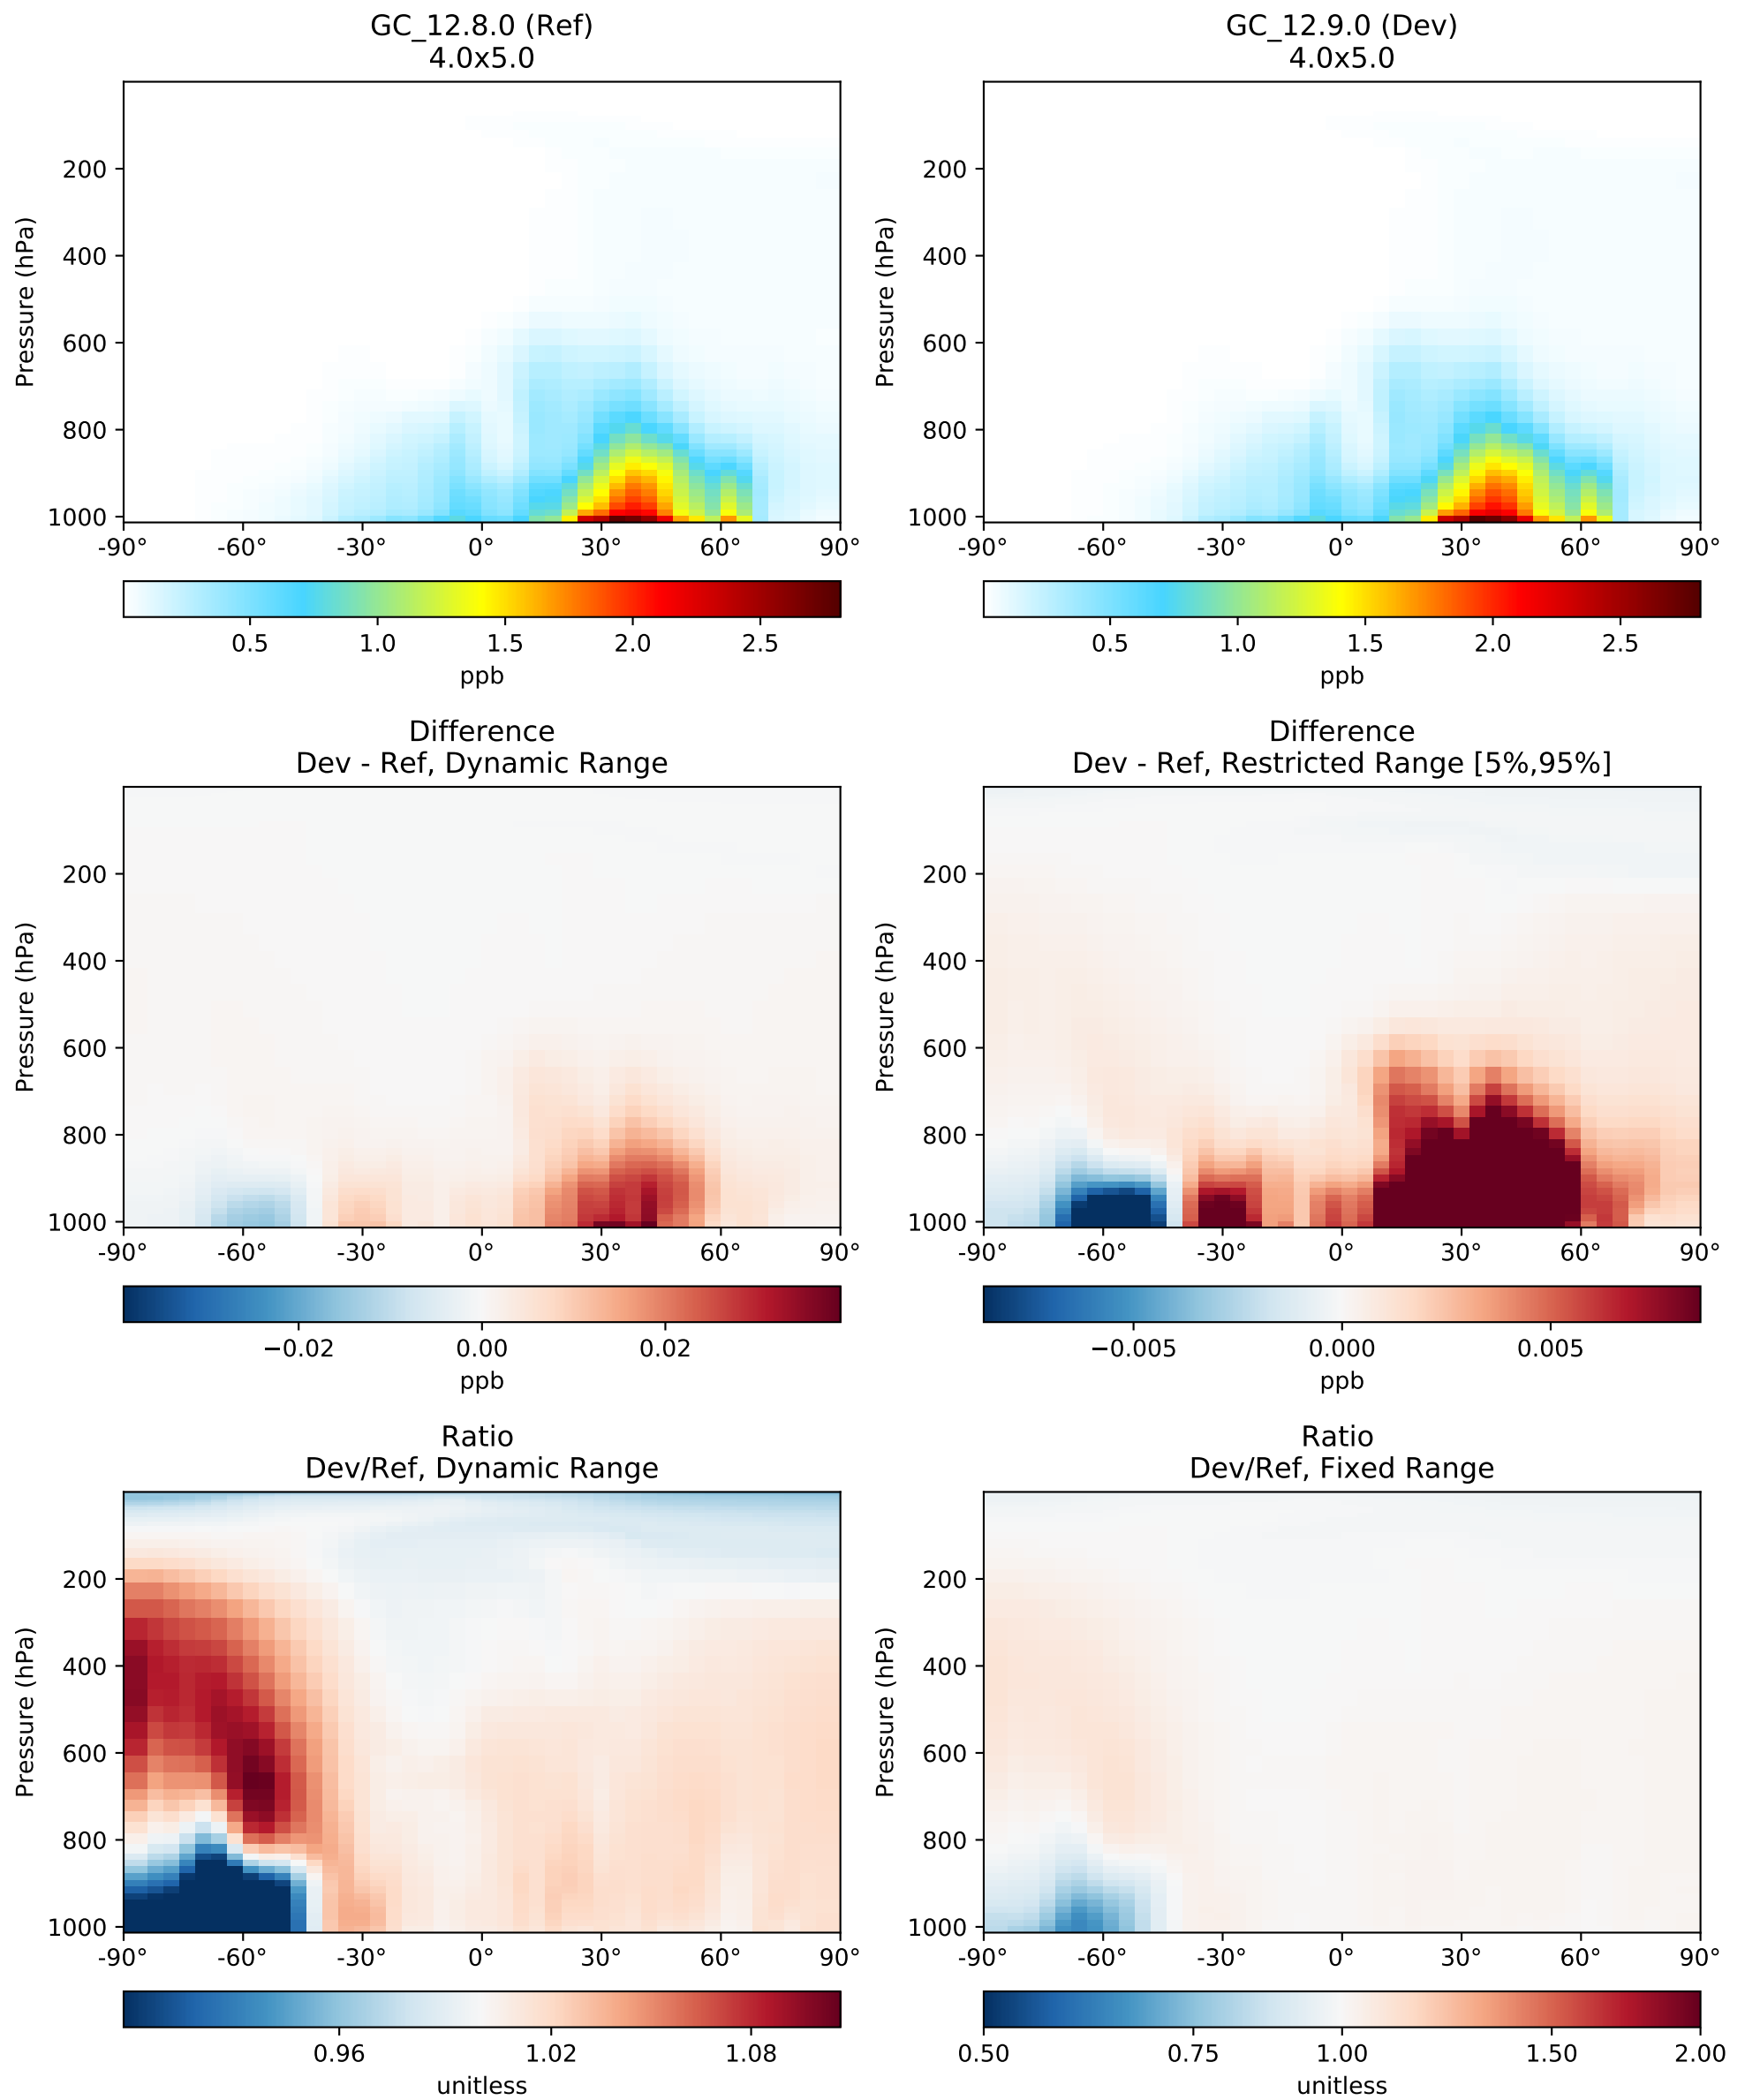 GC_12.8.0 (Ref)
4.0x5.0
Pressure (hPa)
200
400
600
800
1000
-90° -60° -30° 0° 30° 60° 90°
0.5 1.0 1.5 2.0 2.5
ppb
GC_12.9.0 (Dev)
4.0x5.0
Pressure (hPa)
200
400
600
800
1000
-90° -60° -30° 0° 30° 60° 90°
0.5 1.0 1.5 2.0 2.5
ppb
Difference
Dev - Ref, Dynamic Range
Pressure (hPa)
200
400
600
800
1000
-90° -60° -30° 0° 30° 60° 90°
−0.02 0.00 0.02
ppb
Difference
Dev - Ref, Restricted Range [5%,95%]
Pressure (hPa)
200
400
600
800
1000
-90° -60° -30° 0° 30° 60° 90°
−0.005 0.000 0.005
ppb
Ratio
Dev/Ref, Dynamic Range
Pressure (hPa)
200
400
600
800
1000
-90° -60° -30° 0° 30° 60° 90°
0.96 1.02 1.08
unitless
Ratio
Dev/Ref, Fixed Range
Pressure (hPa)
200
400
600
800
1000
-90° -60° -30° 0° 30° 60° 90°
0.50 0.75 1.00 1.50 2.00
unitless